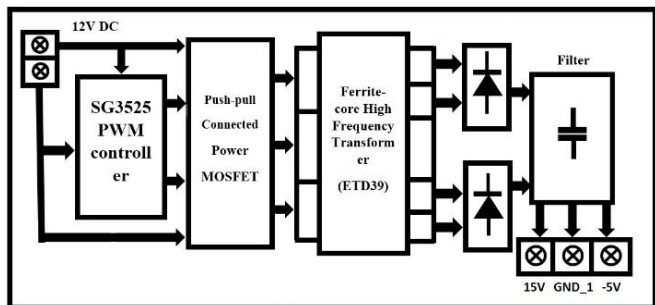 12V DC
SG3525
PWM
controll
er
Push-pull
Connected
Power
MOSFET
Ferrite-
core High
Frequency
Transform
er
(ETD39)
Filter
15V GND_1 -5V